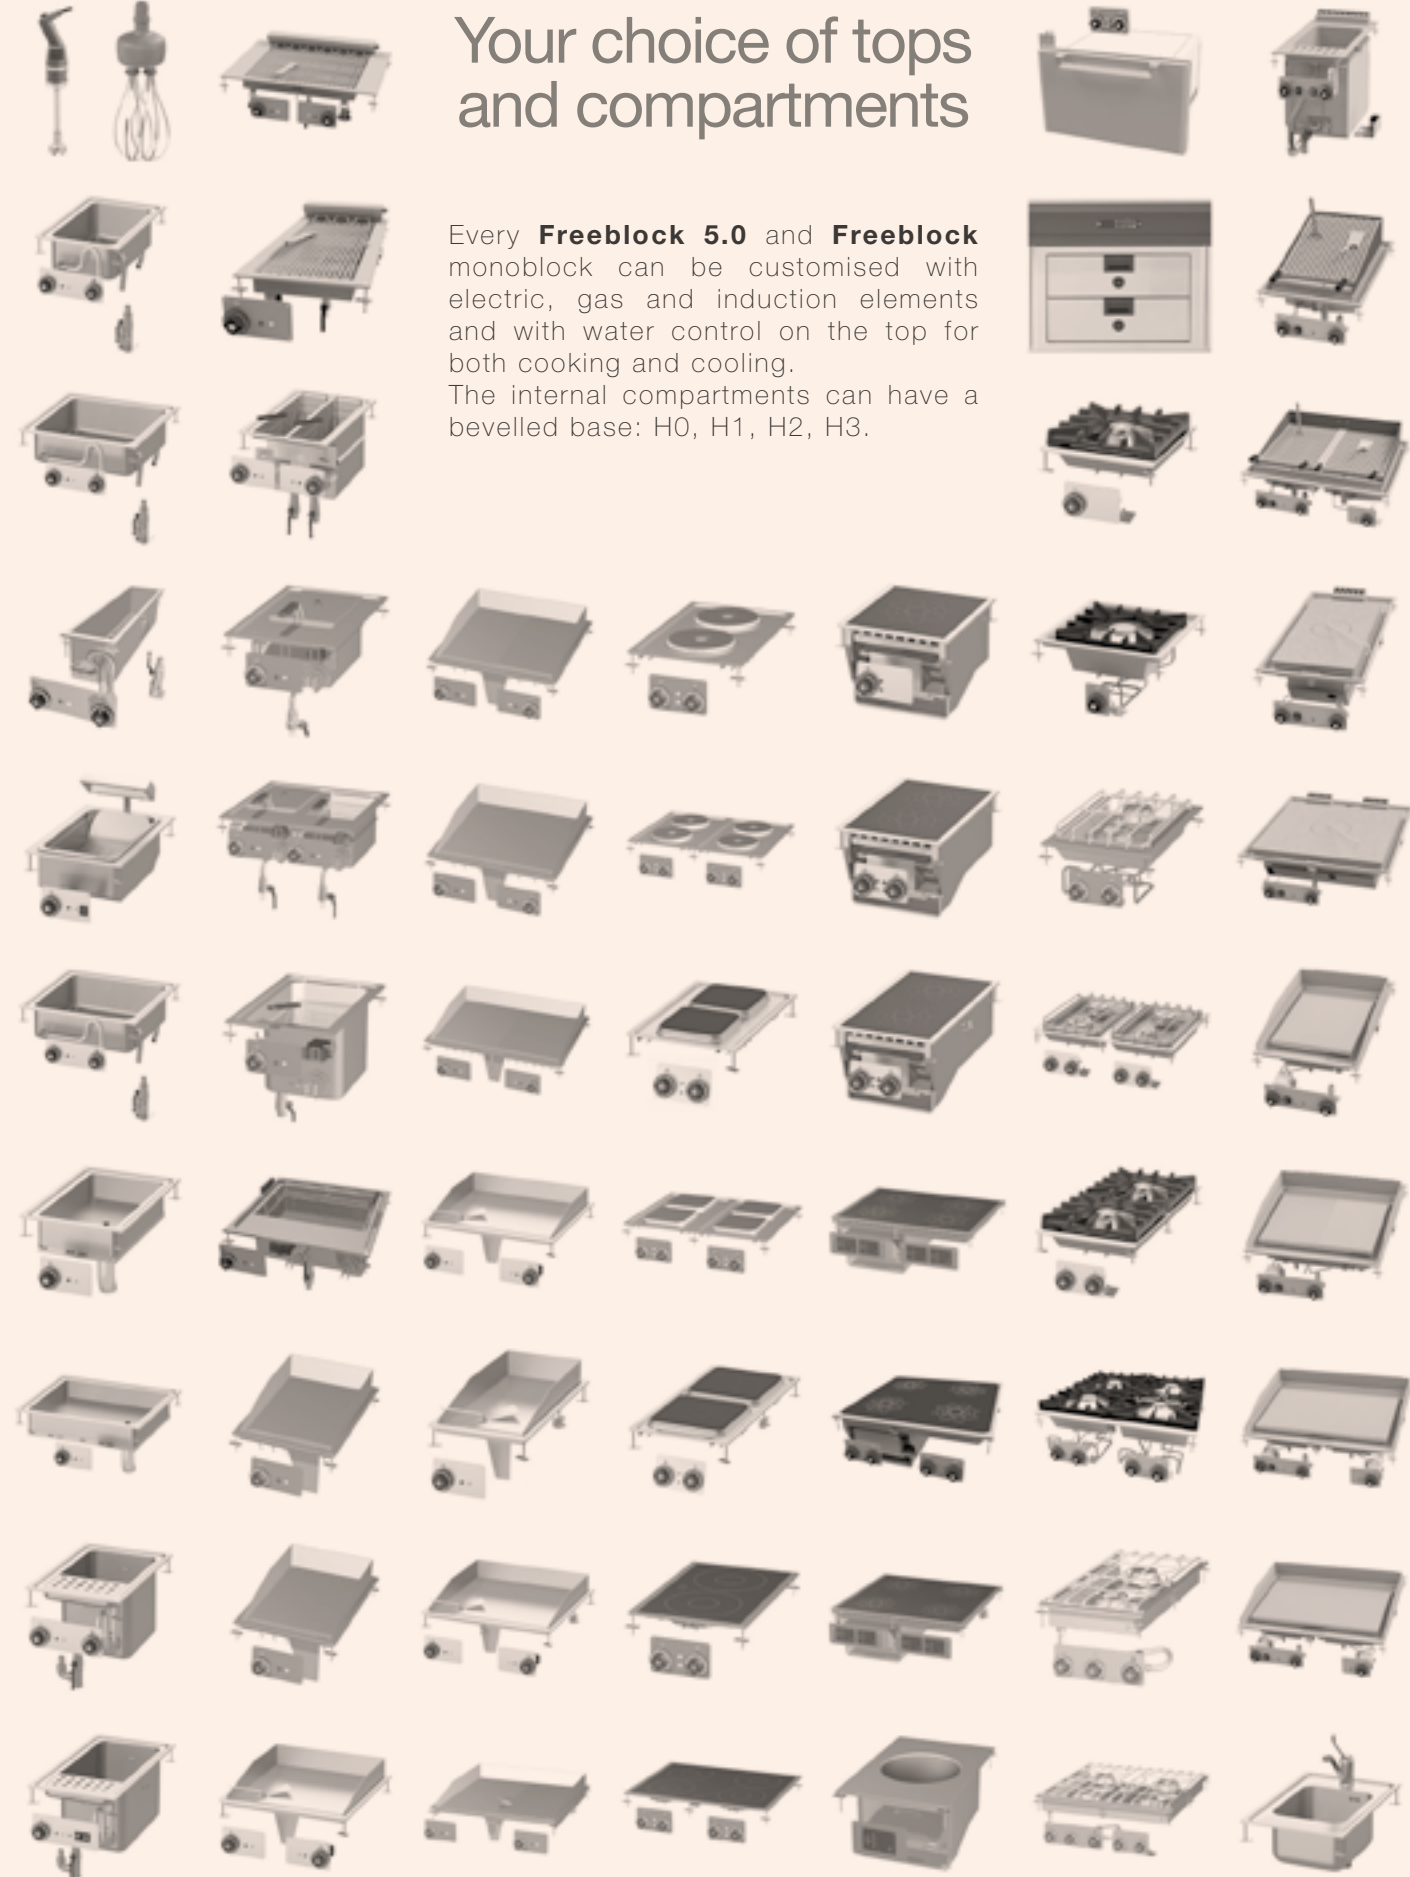 Your choice of tops
and compartments
Every Freeblock 5.0 and Freeblock
monoblock can be customised with
electric, gas and induction elements
and with water control on the top for
both cooking and cooling.
The internal compartments can have a
bevelled base: H0, H1, H2, H3.